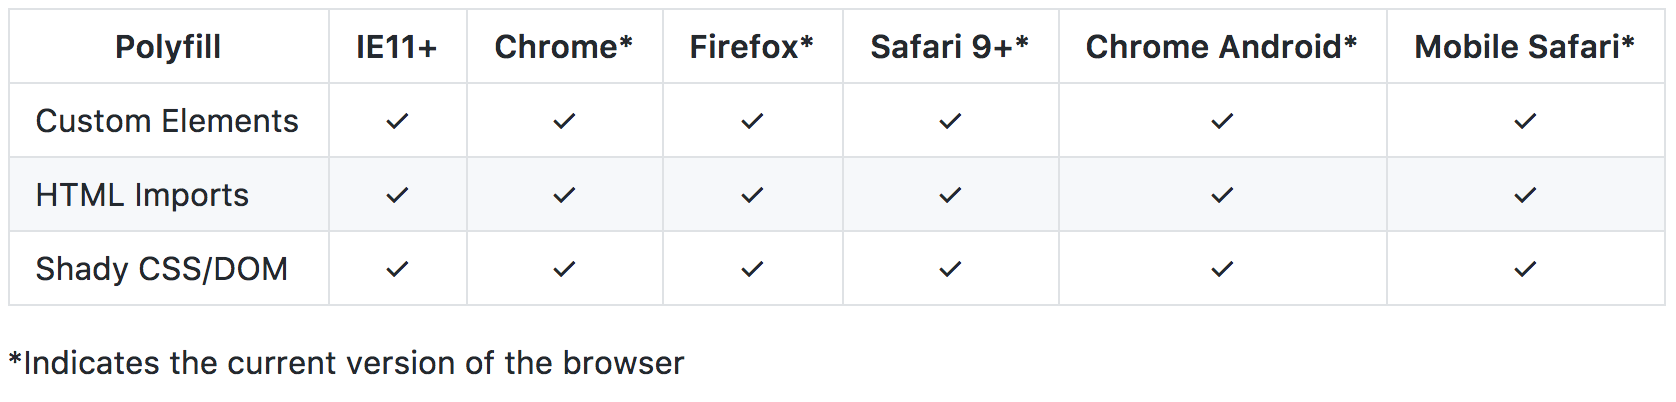 Polyfill IE11+ Chrome* Firefox* Safari 9+* Chrome Android* Mobile Safari*
Custom Elements ✓ ✓ ✓ ✓ ✓ ✓
HTML Imports ✓ ✓ ✓ ✓ ✓ ✓
Shady CSS/DOM ✓ ✓ ✓ ✓ ✓ ✓
*Indicates the current version of the browser